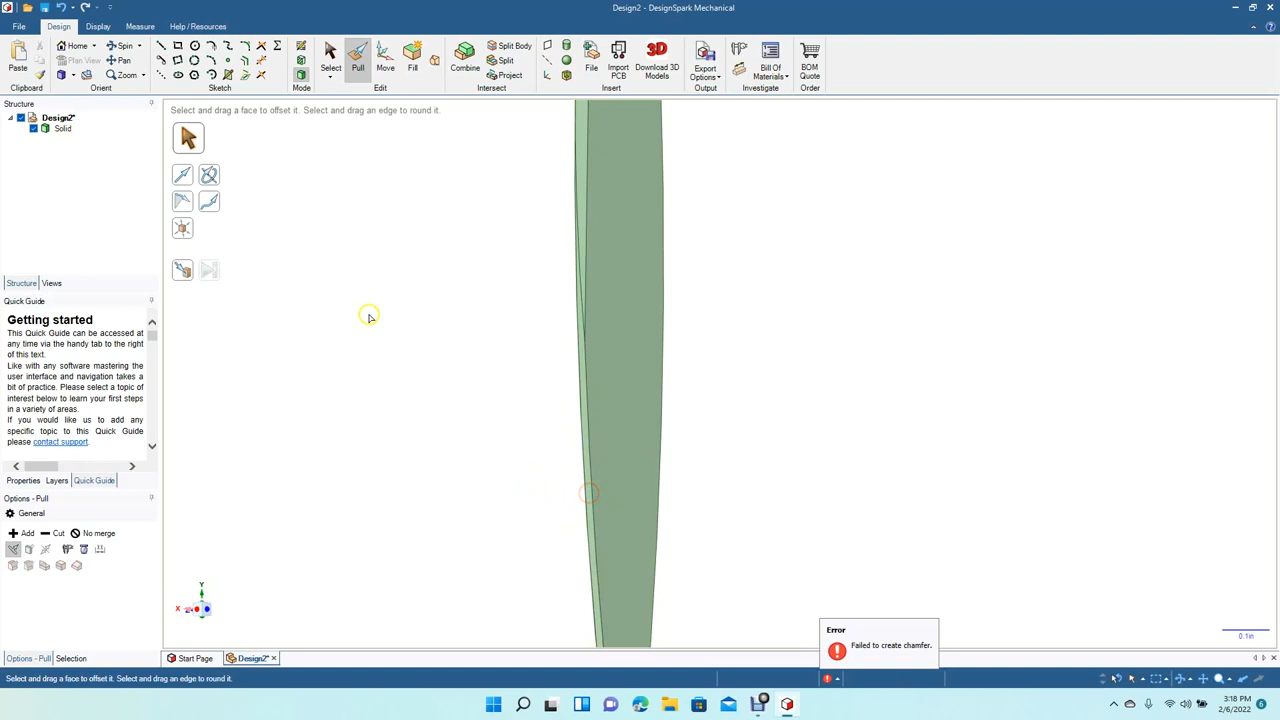 Design2 - DesignSpark Mechanical
File Design Display Measure Help / Resources
Paste
Clipboard
Home Spin
Plan View Pan
Zoom
Orient
Sketch
Mode
Select Pull Move Fill
Edit
Combine Split Body
Split
Project
Intersect
File Import PCB Download 3D Models
Insert
Export Options
Output
Bill Of Materials
Investigate
BOM Quote
Order
Structure
Design2*
Solid
Select and drag a face to offset it. Select and drag an edge to round it.
Structure Views
Quick Guide
Getting started
This Quick Guide can be accessed at
any time via the handy tab to the right
of this text.
Like with any software mastering the
user interface and navigation takes a
bit of practice. Please select a topic of
interest below to learn your first steps
in a variety of areas.
If you would like us to add any
specific topic to this Quick Guide
please contact support.
Properties Layers Quick Guide
Options - Pull
General
Add Cut No merge
Y
X
Error
Failed to create chamfer.
0.1in
Options - Pull Selection
Start Page Design2*
Select and drag a face to offset it. Select and drag an edge to round it.
3:18 PM
2/6/2022
6